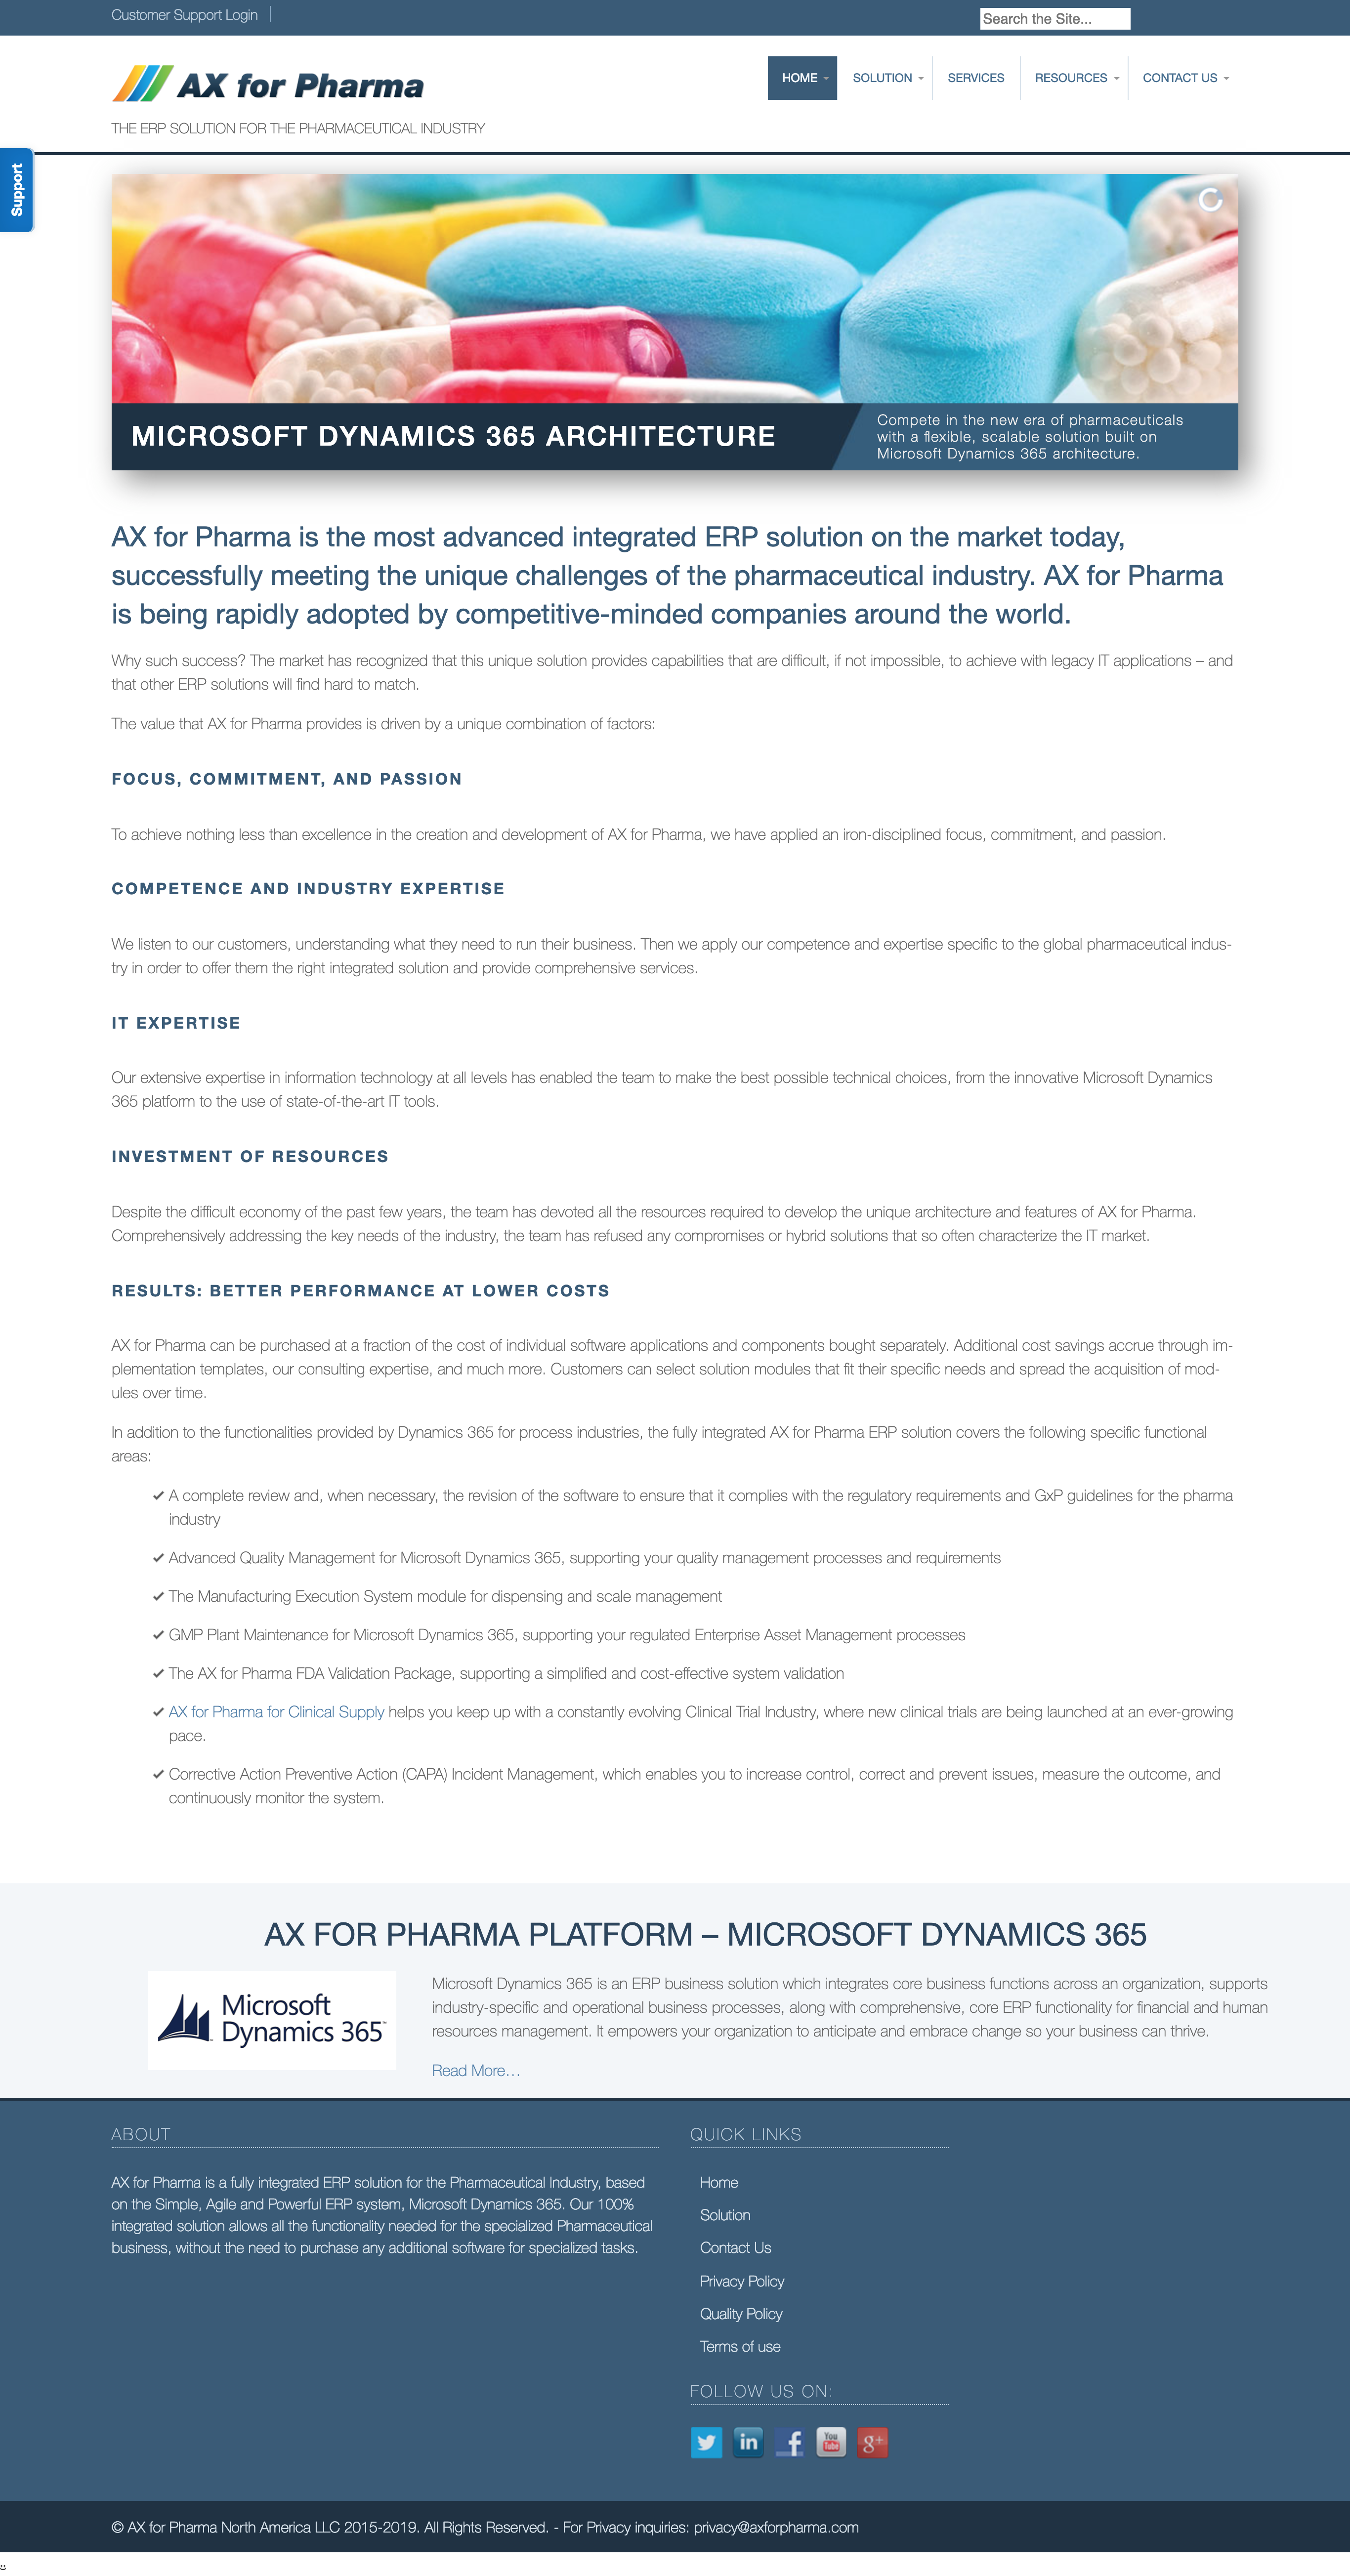 Customer Support Login
Search the Site...
AX for Pharma
THE ERP SOLUTION FOR THE PHARMACEUTICAL INDUSTRY
HOME
SOLUTION
SERVICES
RESOURCES
CONTACT US
Support
MICROSOFT DYNAMICS 365 ARCHITECTURE
Compete in the new era of pharmaceuticals
with a flexible, scalable solution built on
Microsoft Dynamics 365 architecture.
AX for Pharma is the most advanced integrated ERP solution on the market today,
successfully meeting the unique challenges of the pharmaceutical industry. AX for Pharma
is being rapidly adopted by competitive-minded companies around the world.
Why such success? The market has recognized that this unique solution provides capabilities that are difficult, if not impossible, to achieve with legacy IT applications – and
that other ERP solutions will find hard to match.
The value that AX for Pharma provides is driven by a unique combination of factors:
FOCUS, COMMITMENT, AND PASSION
To achieve nothing less than excellence in the creation and development of AX for Pharma, we have applied an iron-disciplined focus, commitment, and passion.
COMPETENCE AND INDUSTRY EXPERTISE
We listen to our customers, understanding what they need to run their business. Then we apply our competence and expertise specific to the global pharmaceutical indus-
try in order to offer them the right integrated solution and provide comprehensive services.
IT EXPERTISE
Our extensive expertise in information technology at all levels has enabled the team to make the best possible technical choices, from the innovative Microsoft Dynamics
365 platform to the use of state-of-the-art IT tools.
INVESTMENT OF RESOURCES
Despite the difficult economy of the past few years, the team has devoted all the resources required to develop the unique architecture and features of AX for Pharma.
Comprehensively addressing the key needs of the industry, the team has refused any compromises or hybrid solutions that so often characterize the IT market.
RESULTS: BETTER PERFORMANCE AT LOWER COSTS
AX for Pharma can be purchased at a fraction of the cost of individual software applications and components bought separately. Additional cost savings accrue through im-
plementation templates, our consulting expertise, and much more. Customers can select solution modules that fit their specific needs and spread the acquisition of mod-
ules over time.
In addition to the functionalities provided by Dynamics 365 for process industries, the fully integrated AX for Pharma ERP solution covers the following specific functional
areas:
A complete review and, when necessary, the revision of the software to ensure that it complies with the regulatory requirements and GxP guidelines for the pharma
industry
Advanced Quality Management for Microsoft Dynamics 365, supporting your quality management processes and requirements
The Manufacturing Execution System module for dispensing and scale management
GMP Plant Maintenance for Microsoft Dynamics 365, supporting your regulated Enterprise Asset Management processes
The AX for Pharma FDA Validation Package, supporting a simplified and cost-effective system validation
AX for Pharma for Clinical Supply helps you keep up with a constantly evolving Clinical Trial Industry, where new clinical trials are being launched at an ever-growing
pace.
Corrective Action Preventive Action (CAPA) Incident Management, which enables you to increase control, correct and prevent issues, measure the outcome, and
continuously monitor the system.
AX FOR PHARMA PLATFORM – MICROSOFT DYNAMICS 365
Microsoft
Dynamics 365™
Microsoft Dynamics 365 is an ERP business solution which integrates core business functions across an organization, supports
industry-specific and operational business processes, along with comprehensive, core ERP functionality for financial and human
resources management. It empowers your organization to anticipate and embrace change so your business can thrive.
Read More…
ABOUT
AX for Pharma is a fully integrated ERP solution for the Pharmaceutical Industry, based
on the Simple, Agile and Powerful ERP system, Microsoft Dynamics 365. Our 100%
integrated solution allows all the functionality needed for the specialized Pharmaceutical
business, without the need to purchase any additional software for specialized tasks.
QUICK LINKS
Home
Solution
Contact Us
Privacy Policy
Quality Policy
Terms of use
FOLLOW US ON:
in
f
You
Tube
g+
© AX for Pharma North America LLC 2015-2019. All Rights Reserved. - For Privacy inquiries: privacy@axforpharma.com